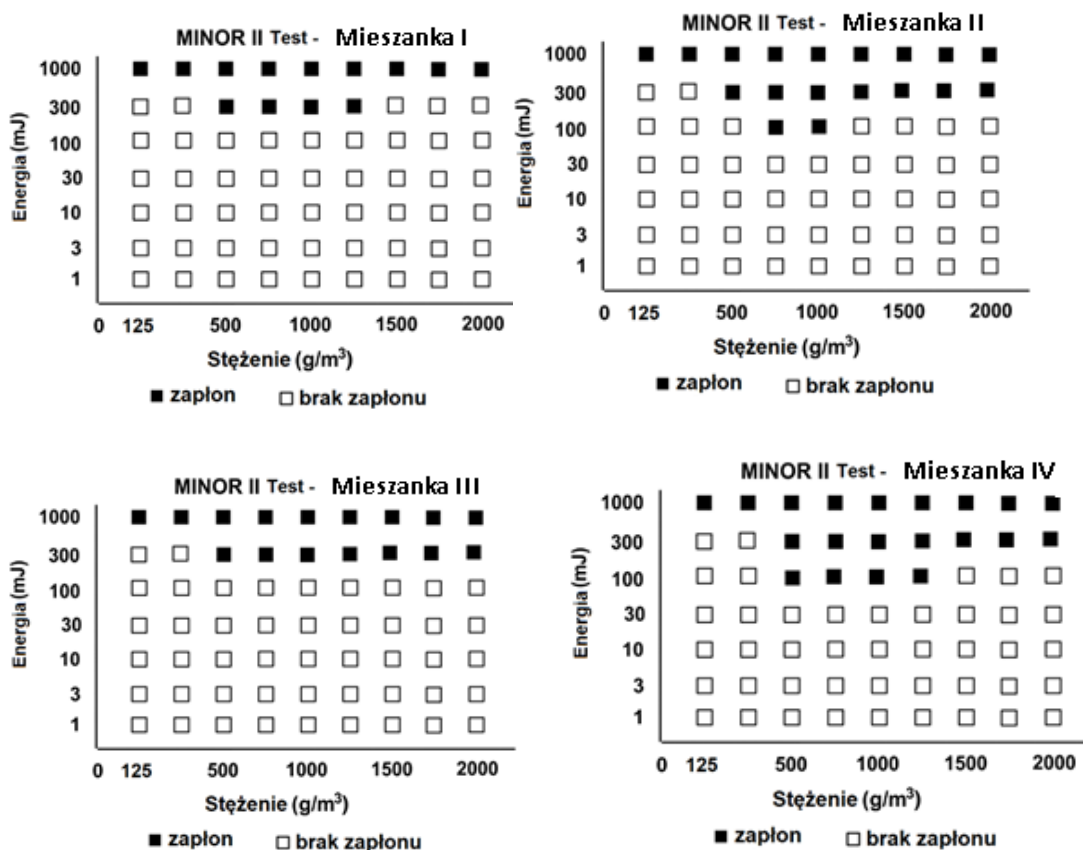 MINOR II Test - Mieszanka I
Energia (mJ)
1000
300
100
30
10
3
1
0 125 500 1000 1500 2000
Stężenie (g/m³)
■ zapłon □ brak zapłonu
MINOR II Test - Mieszanka II
Energia (mJ)
1000
300
100
30
10
3
1
0 125 500 1000 1500 2000
Stężenie (g/m³)
■ zapłon □ brak zapłonu
MINOR II Test - Mieszanka III
Energia (mJ)
1000
300
100
30
10
3
1
0 125 500 1000 1500 2000
Stężenie (g/m³)
■ zapłon □ brak zapłonu
MINOR II Test - Mieszanka IV
Energia (mJ)
1000
300
100
30
10
3
1
0 125 500 1000 1500 2000
Stężenie (g/m³)
■ zapłon □ brak zapłonu